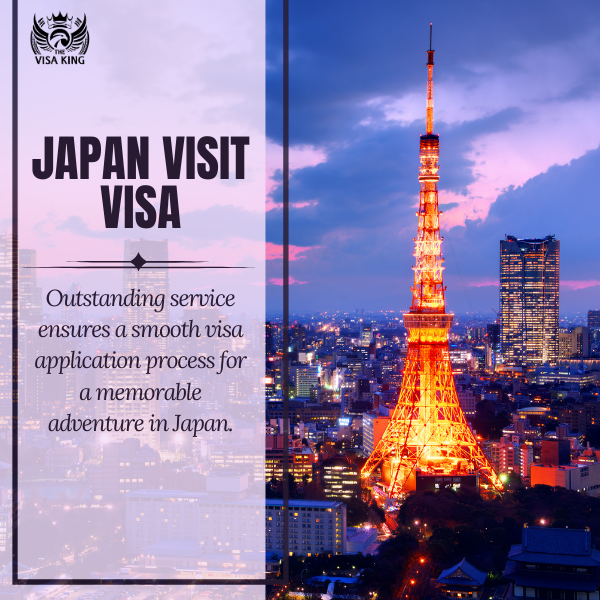 THE
VISA KING
JAPAN VISIT
VISA
Outstanding service
ensures a smooth visa
application process for
a memorable
adventure in Japan.